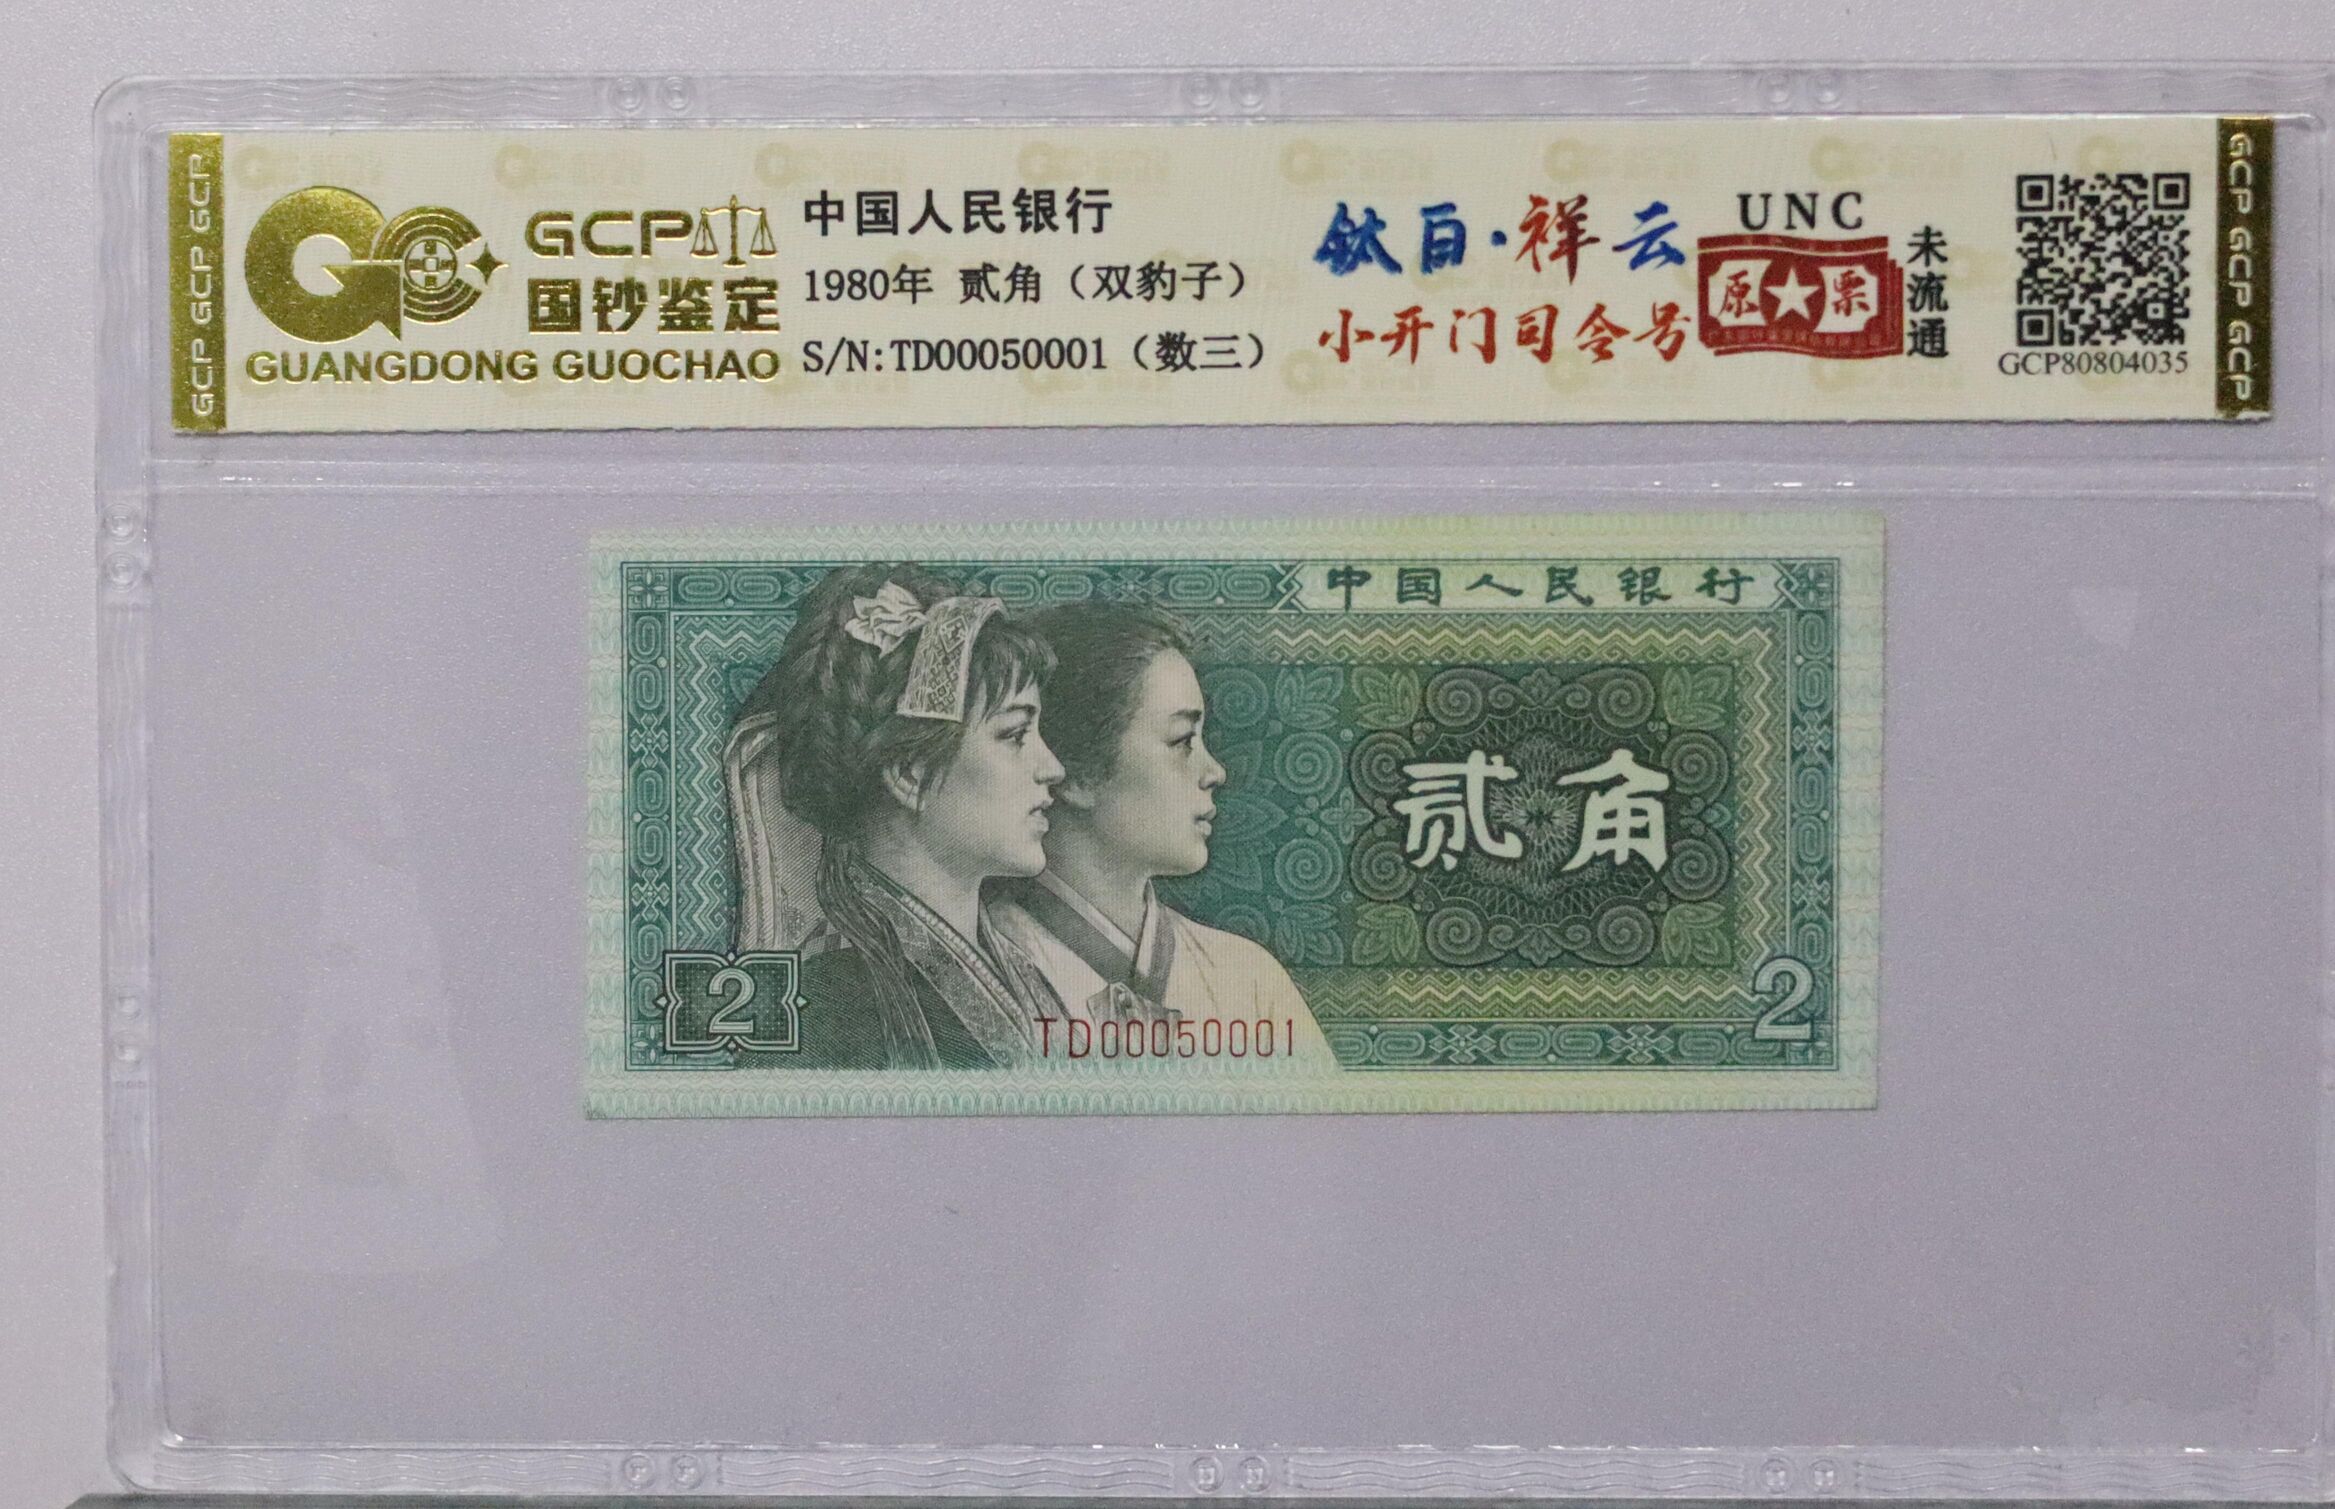 GCP GCP GCP
GCP
国钞鉴定
GUANGDONG GUOCHAO
中国人民银行
1980年 贰角（双豹子）
S/N:TD00050001（数三）
钛白·祥云
小开门司令号
UNC
原★票
未流通
GCP80804035
GCP GCP GCP
中国人民银行
贰角
2
2
TD00050001